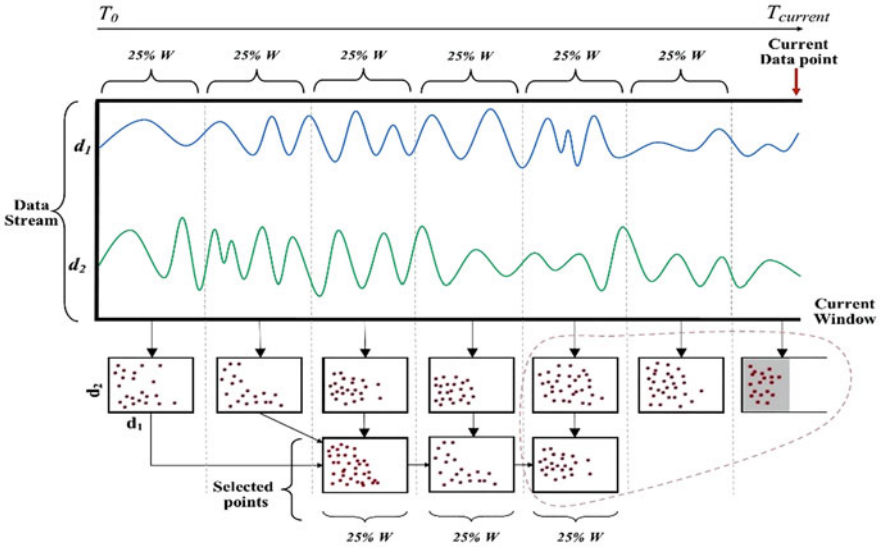 T0
Tcurrent
25% W
25% W
25% W
25% W
25% W
25% W
Current
Data point
d1
Data
Stream
d2
Current
Window
d2
d1
Selected
points
25% W
25% W
25% W